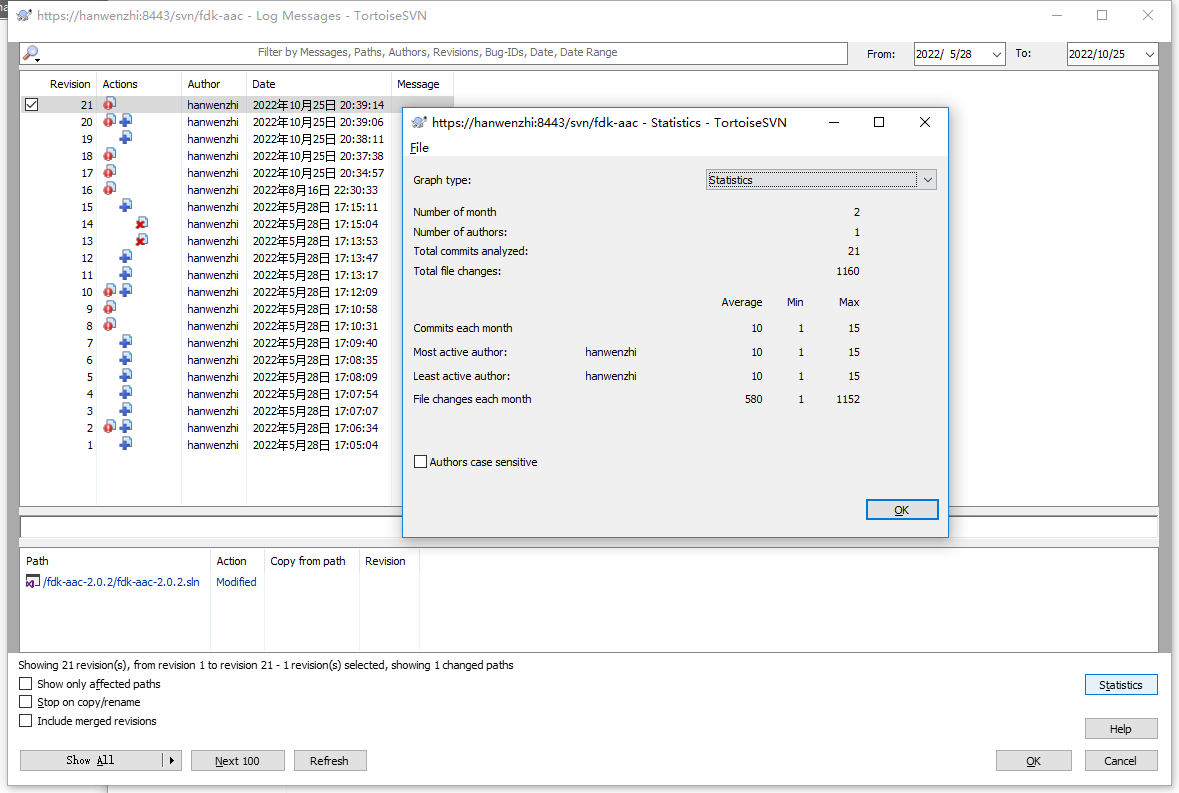 https://hanwenzhi:8443/svn/fdk-aac - Log Messages - TortoiseSVN
Filter by Messages, Paths, Authors, Revisions, Bug-IDs, Date, Date Range
From: 2022/ 5/28 To: 2022/10/25
Revision Actions Author Date Message
21 hanwenzhi 2022年10月25日 20:39:14
20 hanwenzhi 2022年10月25日 20:39:06
19 hanwenzhi 2022年10月25日 20:38:11
18 hanwenzhi 2022年10月25日 20:37:38
17 hanwenzhi 2022年10月25日 20:34:57
16 hanwenzhi 2022年8月16日 22:30:33
15 hanwenzhi 2022年5月28日 17:15:11
14 hanwenzhi 2022年5月28日 17:15:04
13 hanwenzhi 2022年5月28日 17:13:53
12 hanwenzhi 2022年5月28日 17:13:47
11 hanwenzhi 2022年5月28日 17:13:17
10 hanwenzhi 2022年5月28日 17:12:09
9 hanwenzhi 2022年5月28日 17:10:58
8 hanwenzhi 2022年5月28日 17:10:31
7 hanwenzhi 2022年5月28日 17:09:40
6 hanwenzhi 2022年5月28日 17:08:35
5 hanwenzhi 2022年5月28日 17:08:09
4 hanwenzhi 2022年5月28日 17:07:54
3 hanwenzhi 2022年5月28日 17:07:07
2 hanwenzhi 2022年5月28日 17:06:34
1 hanwenzhi 2022年5月28日 17:05:04
https://hanwenzhi:8443/svn/fdk-aac - Statistics - TortoiseSVN
File
Graph type: Statistics
Number of month 2
Number of authors: 1
Total commits analyzed: 21
Total file changes: 1160
Average Min Max
Commits each month 10 1 15
Most active author: hanwenzhi 10 1 15
Least active author: hanwenzhi 10 1 15
File changes each month 580 1 1152
Authors case sensitive
OK
Path Action Copy from path Revision
/fdk-aac-2.0.2/fdk-aac-2.0.2.sln Modified
Showing 21 revision(s), from revision 1 to revision 21 - 1 revision(s) selected, showing 1 changed paths
Show only affected paths
Statistics
Stop on copy/rename
Include merged revisions
Help
Show All Next 100 Refresh OK Cancel